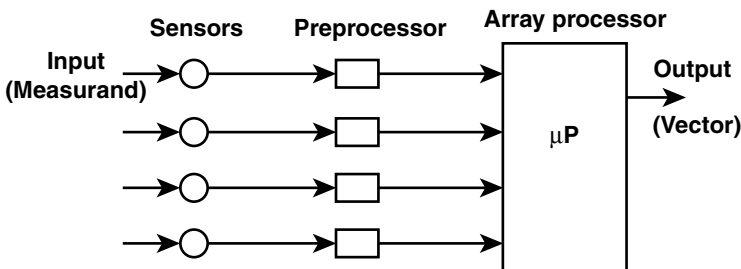 Sensors
Preprocessor
Array processor
Input
(Measurand)
Output
(Vector)
μP